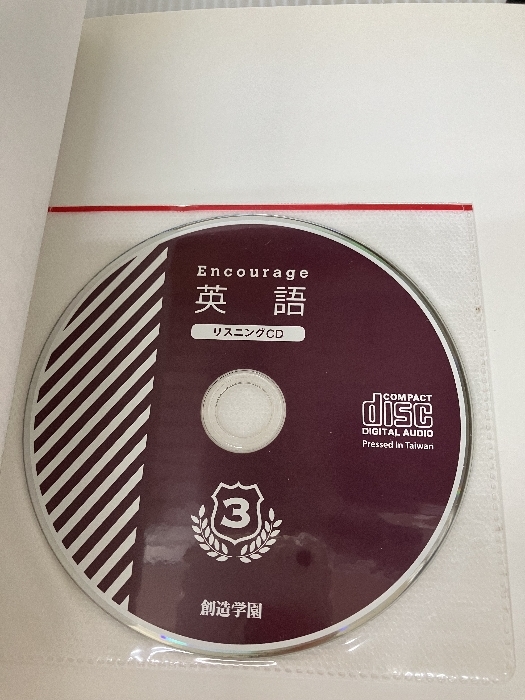 Encourage
英語
リスニングCD
COMPACT
disc
DIGITAL AUDIO
Pressed in Taiwan
3
創造学園